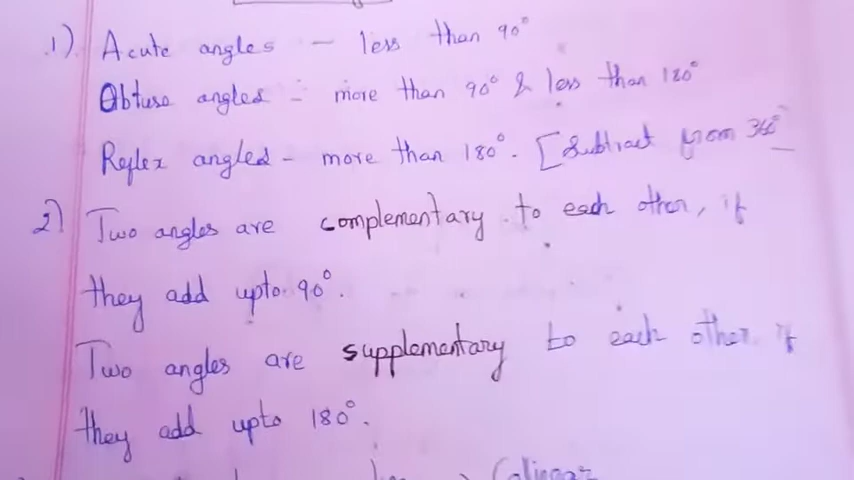 1) Acute angles – less than 90°
Obtuse angles – more than 90° & less than 180°
Reflex angles – more than 180°. [Subtract from 360°
2) Two angles are complementary to each other, if
they add upto 90°.
Two angles are supplementary to each other if
they add upto 180°.